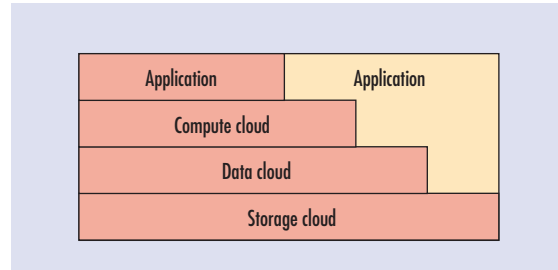 Application
Application
Compute cloud
Data cloud
Storage cloud